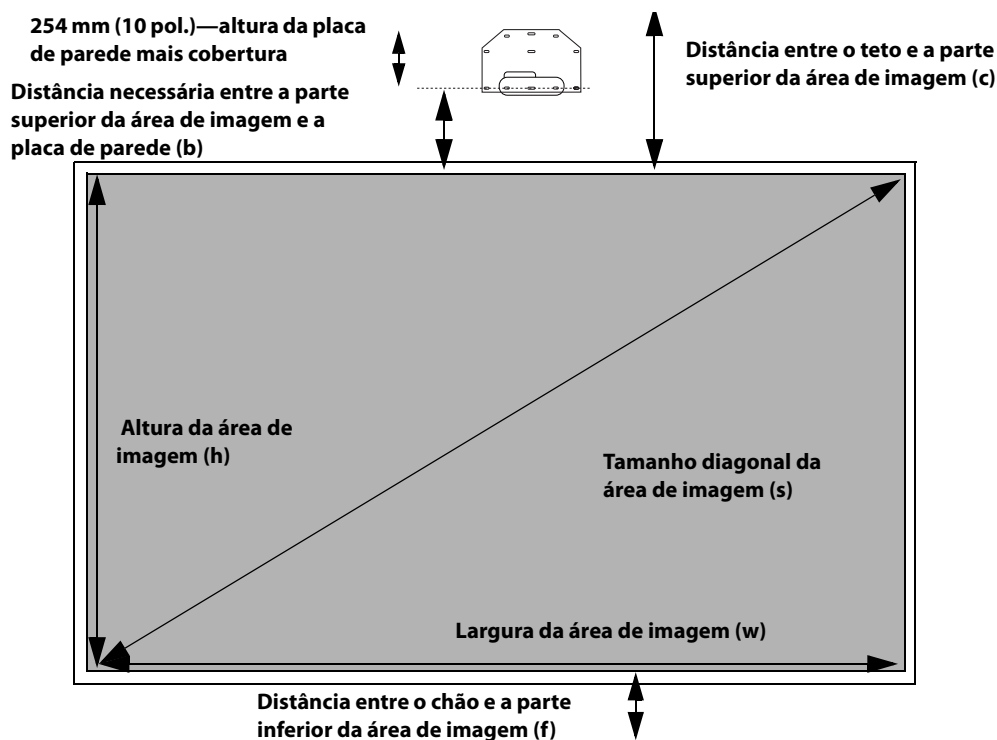 254 mm (10 pol.)—altura da placa
de parede mais cobertura
Distância necessária entre a parte
superior da área de imagem e a
placa de parede (b)
Distância entre o teto e a parte
superior da área de imagem (c)
Altura da área de
imagem (h)
Tamanho diagonal da
área de imagem (s)
Largura da área de imagem (w)
Distância entre o chão e a parte
inferior da área de imagem (f)